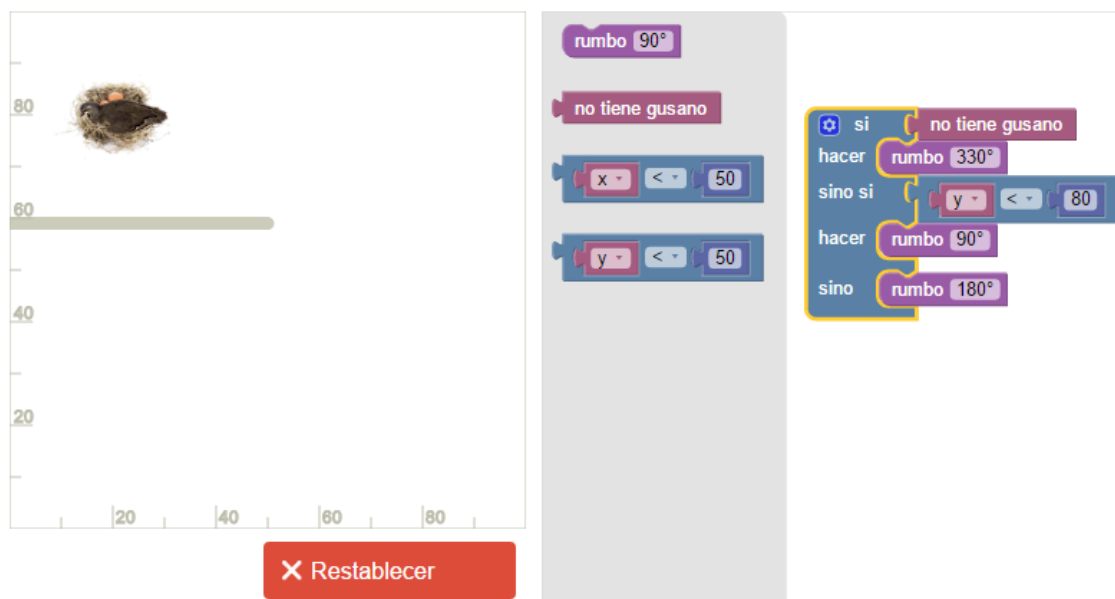 80
60
40
20
20 40 60 80
Restablecer
rumbo 90°
no tiene gusano
x < 50
y < 50
si no tiene gusano
hacer rumbo 330°
sino si y < 80
hacer rumbo 90°
sino rumbo 180°